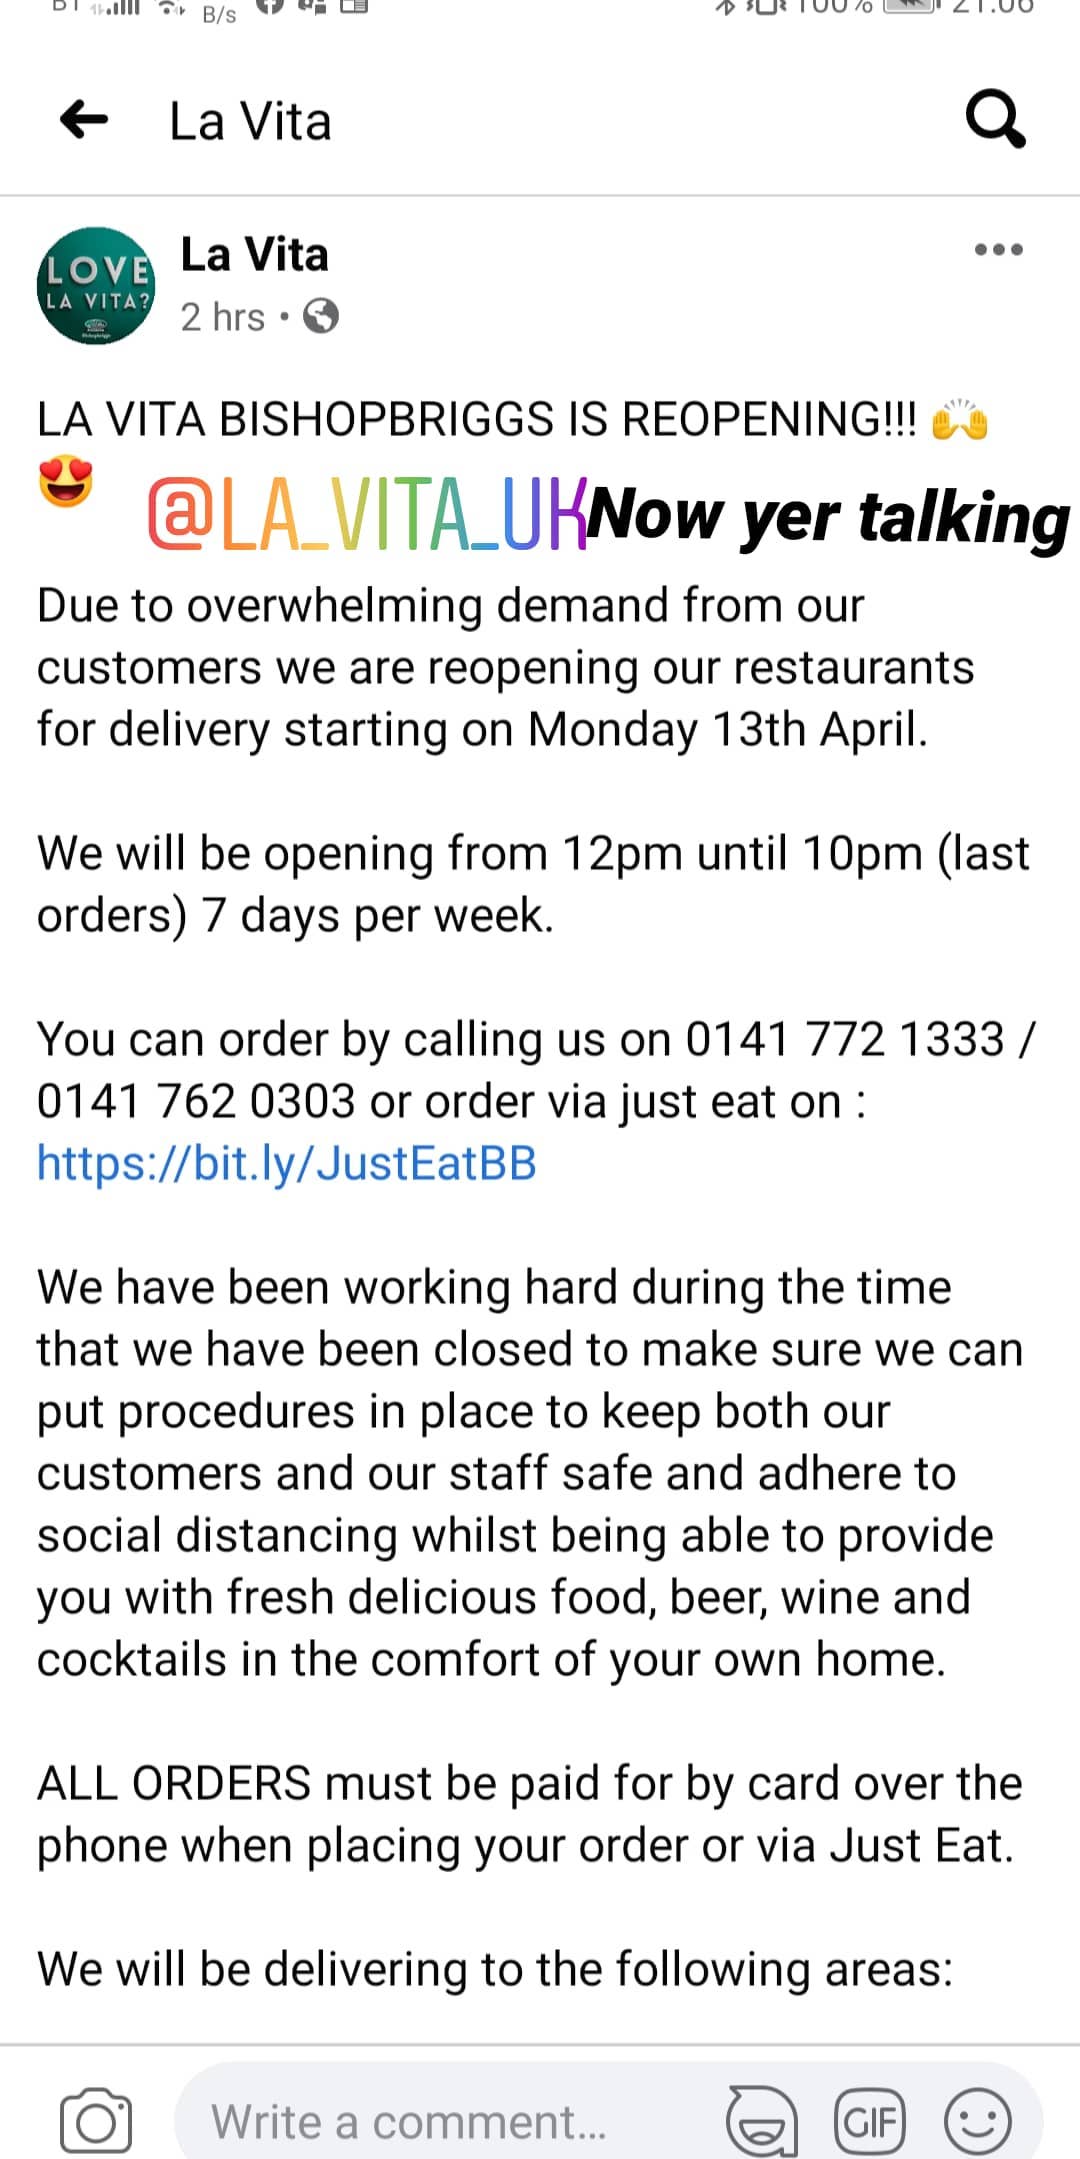 B/s
100%
21:06
La Vita
LOVE
LA VITA?
La Vita
2 hrs •
LA VITA BISHOPBRIGGS IS REOPENING!!! 🙌
😍 @LA_VITA_UK Now yer talking
Due to overwhelming demand from our
customers we are reopening our restaurants
for delivery starting on Monday 13th April.
We will be opening from 12pm until 10pm (last
orders) 7 days per week.
You can order by calling us on 0141 772 1333 /
0141 762 0303 or order via just eat on :
https://bit.ly/JustEatBB
We have been working hard during the time
that we have been closed to make sure we can
put procedures in place to keep both our
customers and our staff safe and adhere to
social distancing whilst being able to provide
you with fresh delicious food, beer, wine and
cocktails in the comfort of your own home.
ALL ORDERS must be paid for by card over the
phone when placing your order or via Just Eat.
We will be delivering to the following areas:
Write a comment...
GIF